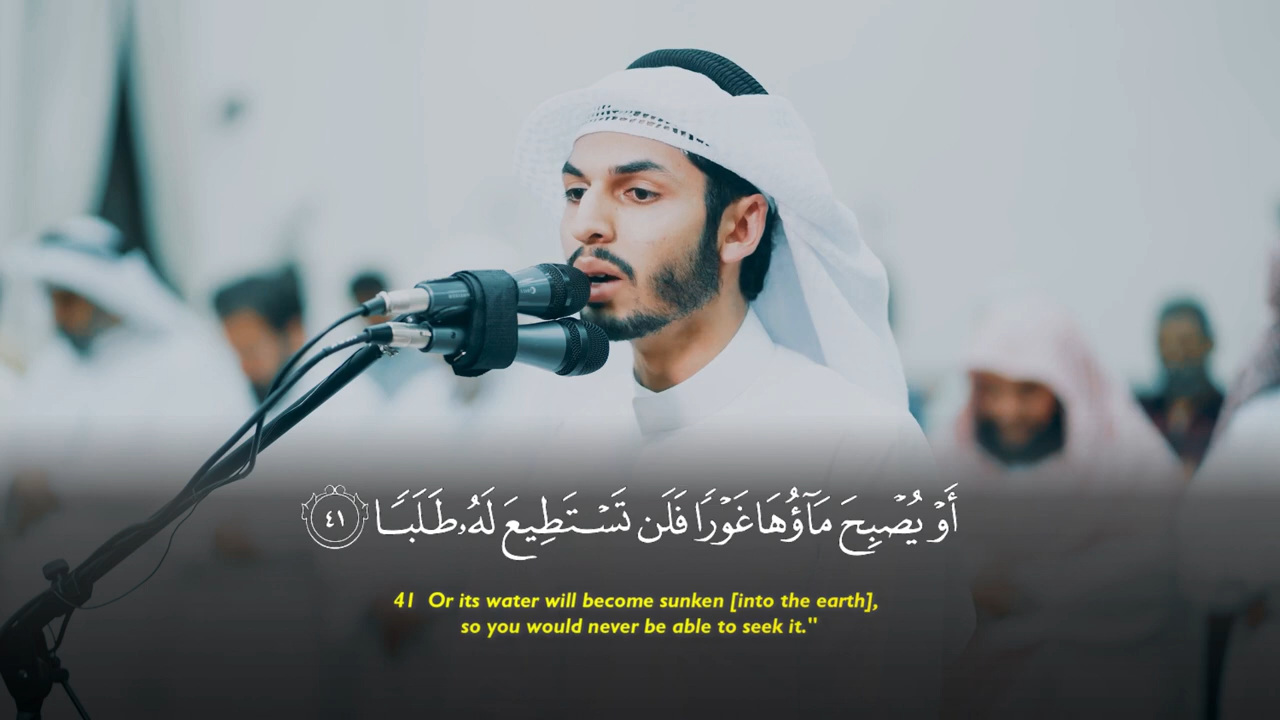 أَوْ يُصْبِحَ مَآؤُهَا غَوْرًا فَلَن تَسْتَطِيعَ لَهُۥ طَلَبًا ٤١
41 Or its water will become sunken [into the earth],
so you would never be able to seek it."